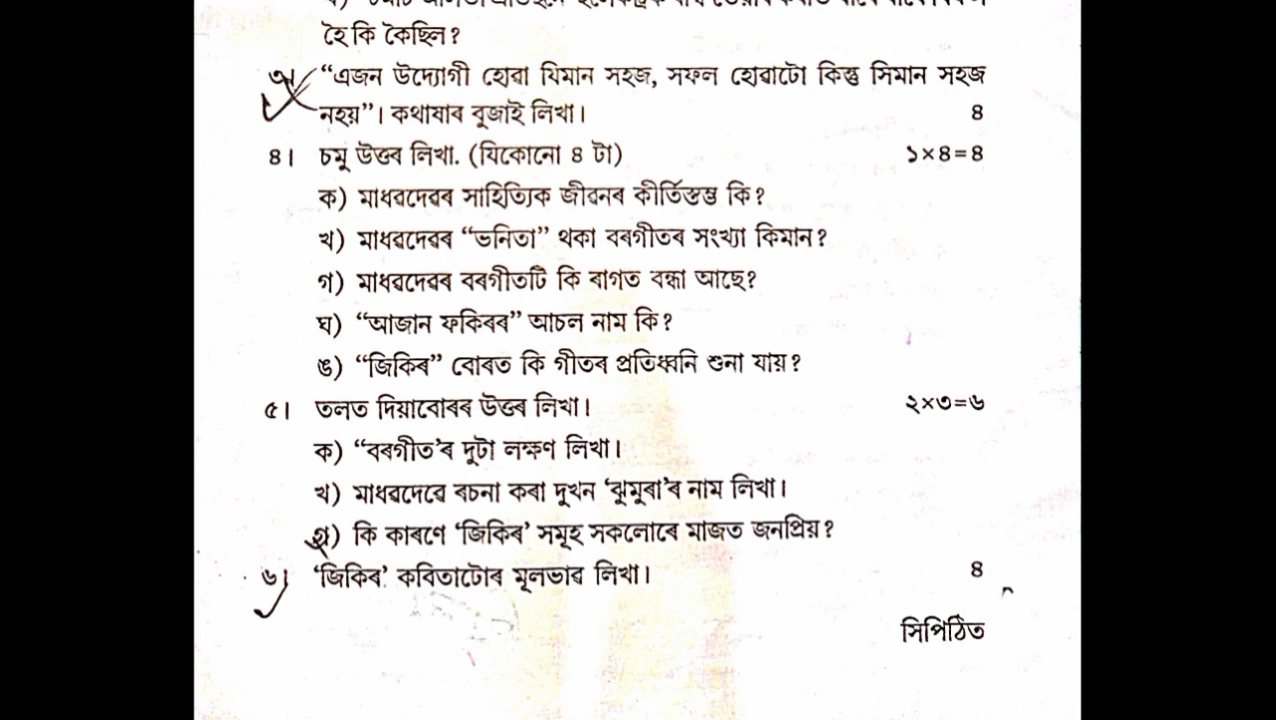 হৈ কি কৈছিল?
“এজন উদ্যোগী হোৱা যিমান সহজ, সফল হোৱাটো কিন্তু সিমান সহজ
নহয়”। কথাষাৰ বুজাই লিখা। ৪
৪। চমু উত্তৰ লিখা. (যিকোনো ৪ টা) ১×৪=৪
ক) মাধৱদেৱৰ সাহিত্যিক জীৱনৰ কীৰ্তিস্তম্ভ কি?
খ) মাধৱদেৱৰ “ভনিতা” থকা বৰগীতৰ সংখ্যা কিমান?
গ) মাধৱদেৱৰ বৰগীতটি কি ৰাগত বন্ধা আছে?
ঘ) “আজান ফকিৰৰ” আচল নাম কি?
ঙ) “জিকিৰ” বোৰত কি গীতৰ প্ৰতিধ্বনি শুনা যায়?
৫। তলত দিয়াবোৰৰ উত্তৰ লিখা। ২×৩=৬
ক) “বৰগীত’ৰ দুটা লক্ষণ লিখা।
খ) মাধৱদেৱে ৰচনা কৰা দুখন ‘ঝুমুৰা’ৰ নাম লিখা।
গ) কি কাৰণে ‘জিকিৰ’ সমূহ সকলোৰে মাজত জনপ্ৰিয়?
৬। ‘জিকিৰ’ কবিতাটোৰ মূলভাৱ লিখা। ৪
সিপিঠিত